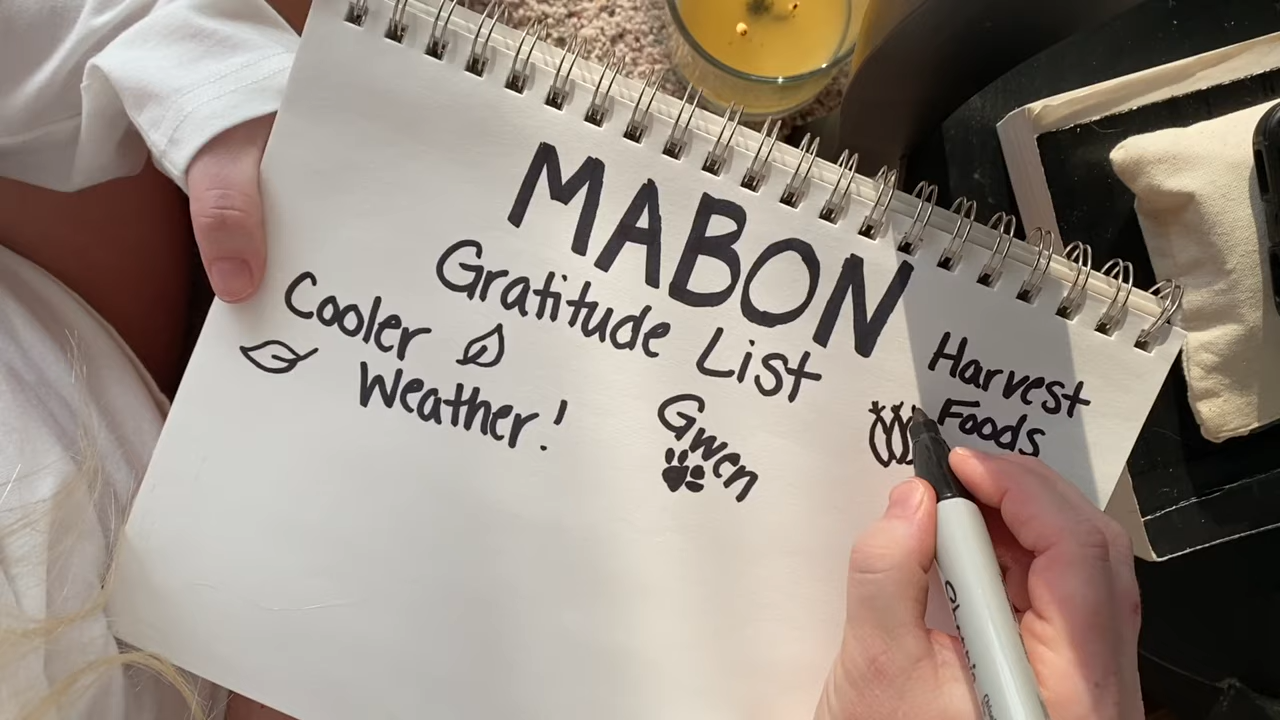 MABON
Gratitude List
Cooler
Weather!
Gwen
Harvest
Foods